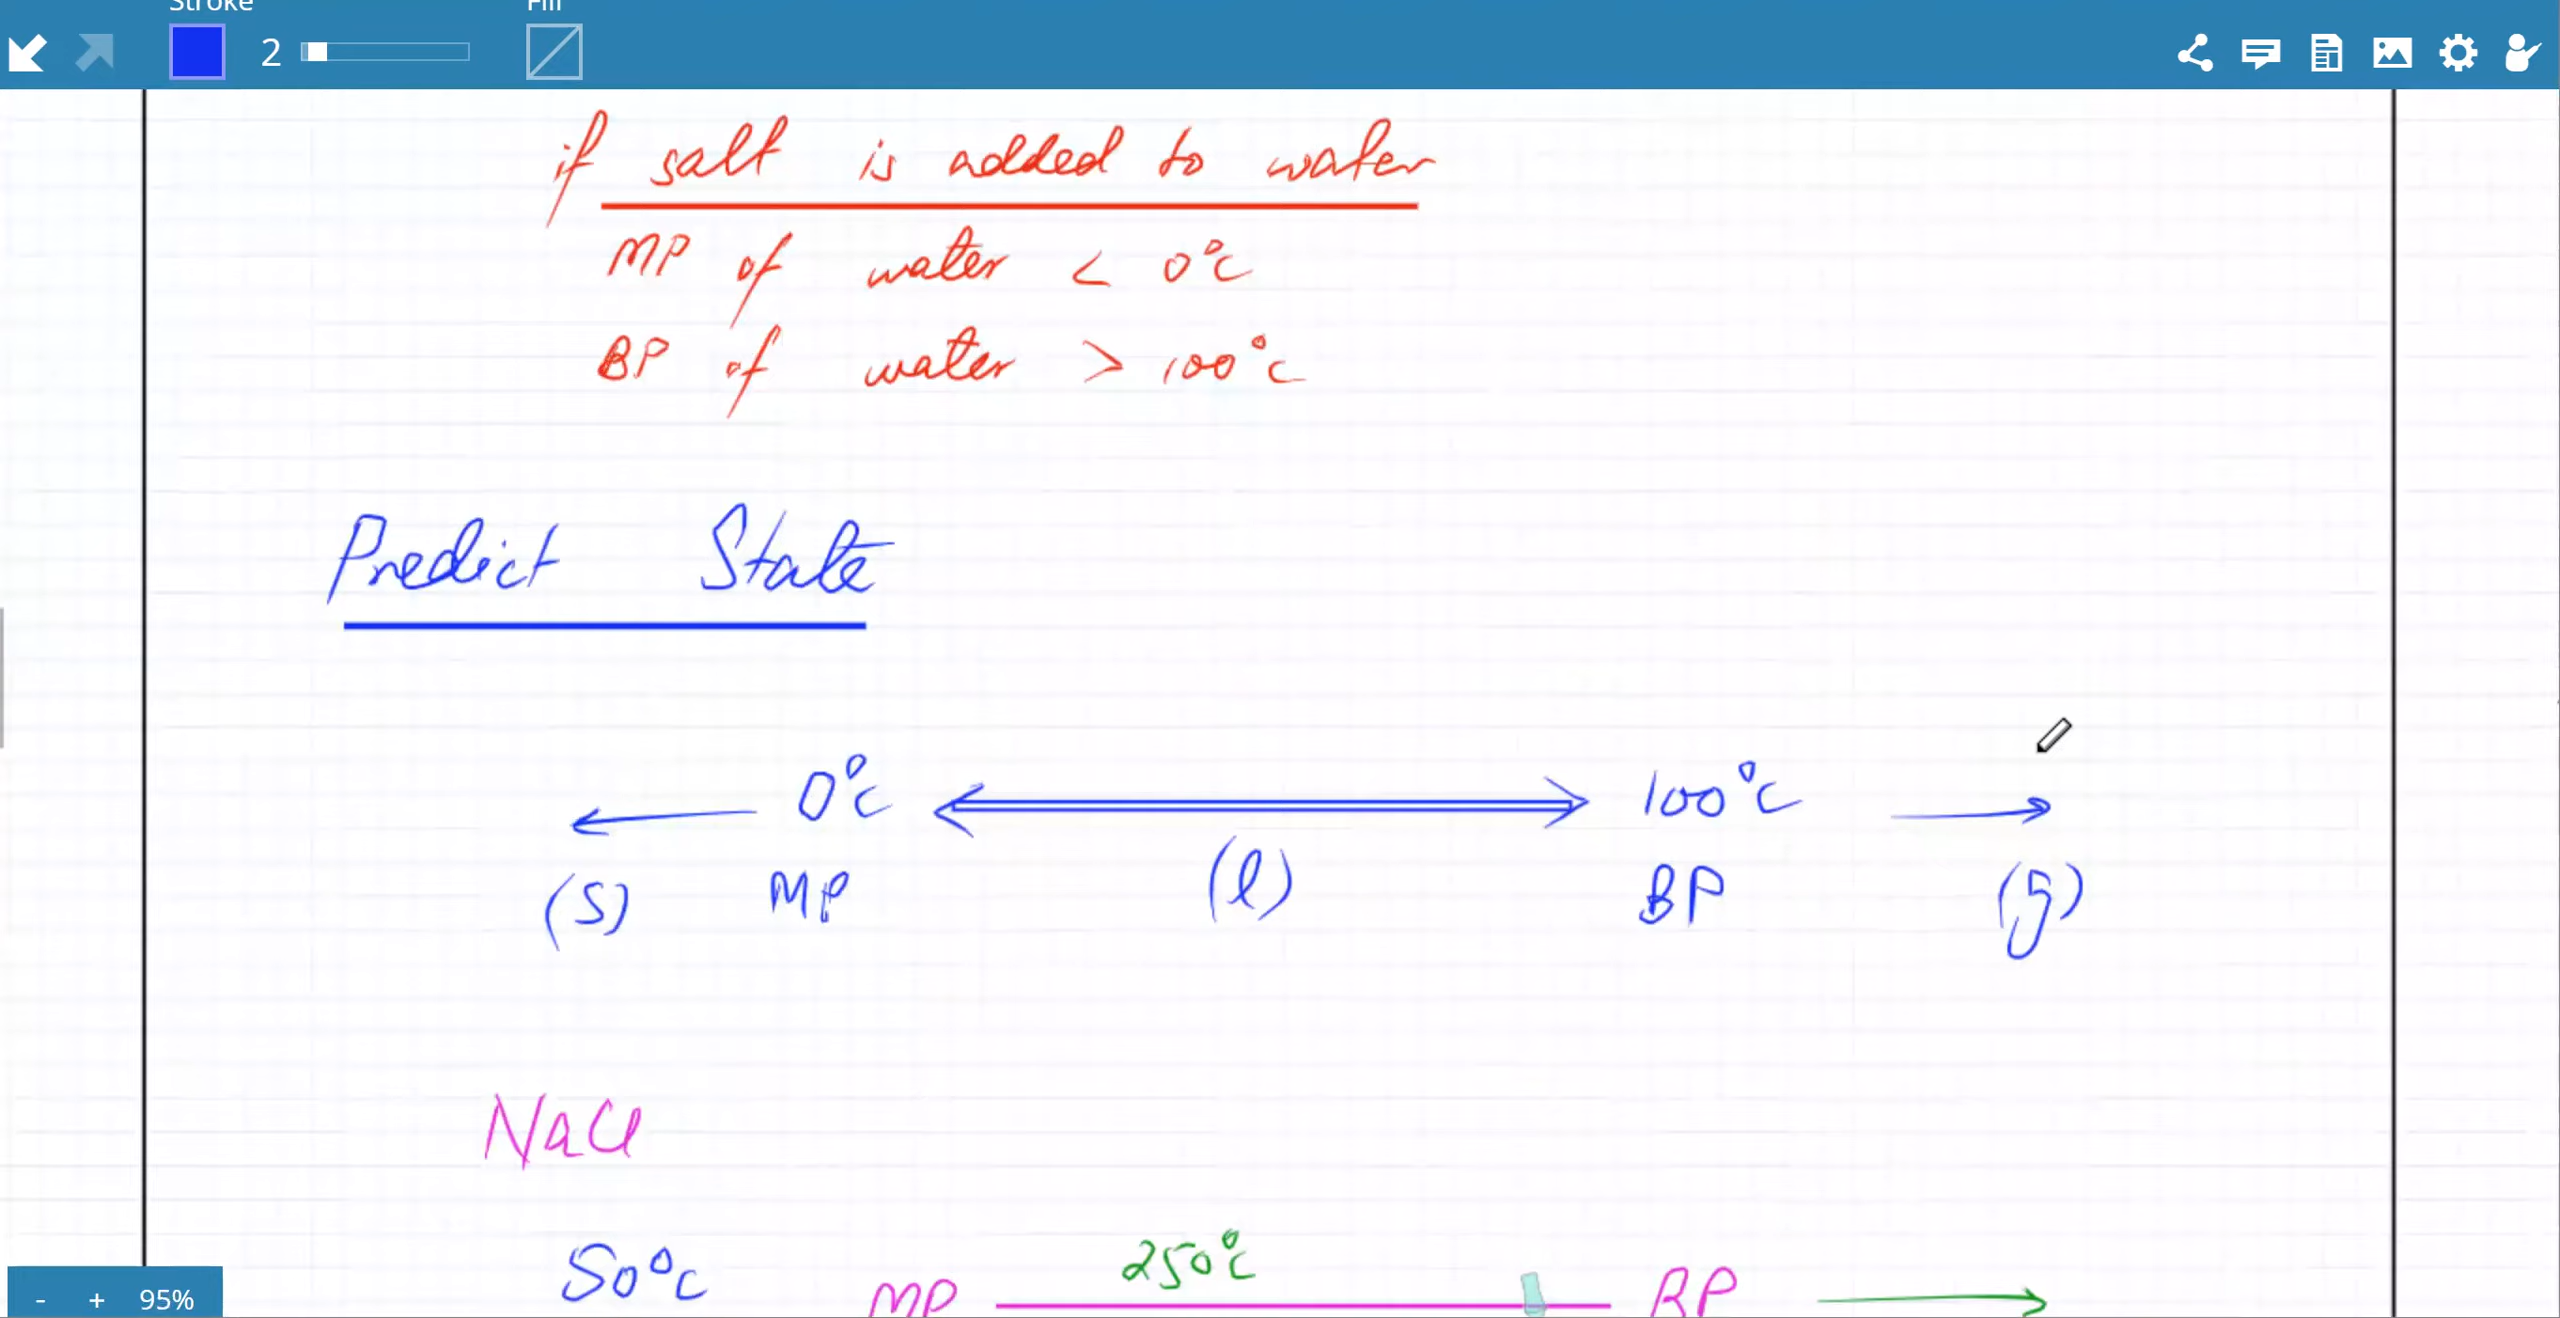 Stroke
Fill
2
if salt is added to water
MP of water < 0°C
BP of water > 100°C
Predict State
0°C 100°C
(s) MP (l) BP (g)
NaCl
50°C 250°C
MP BP
- + 95%